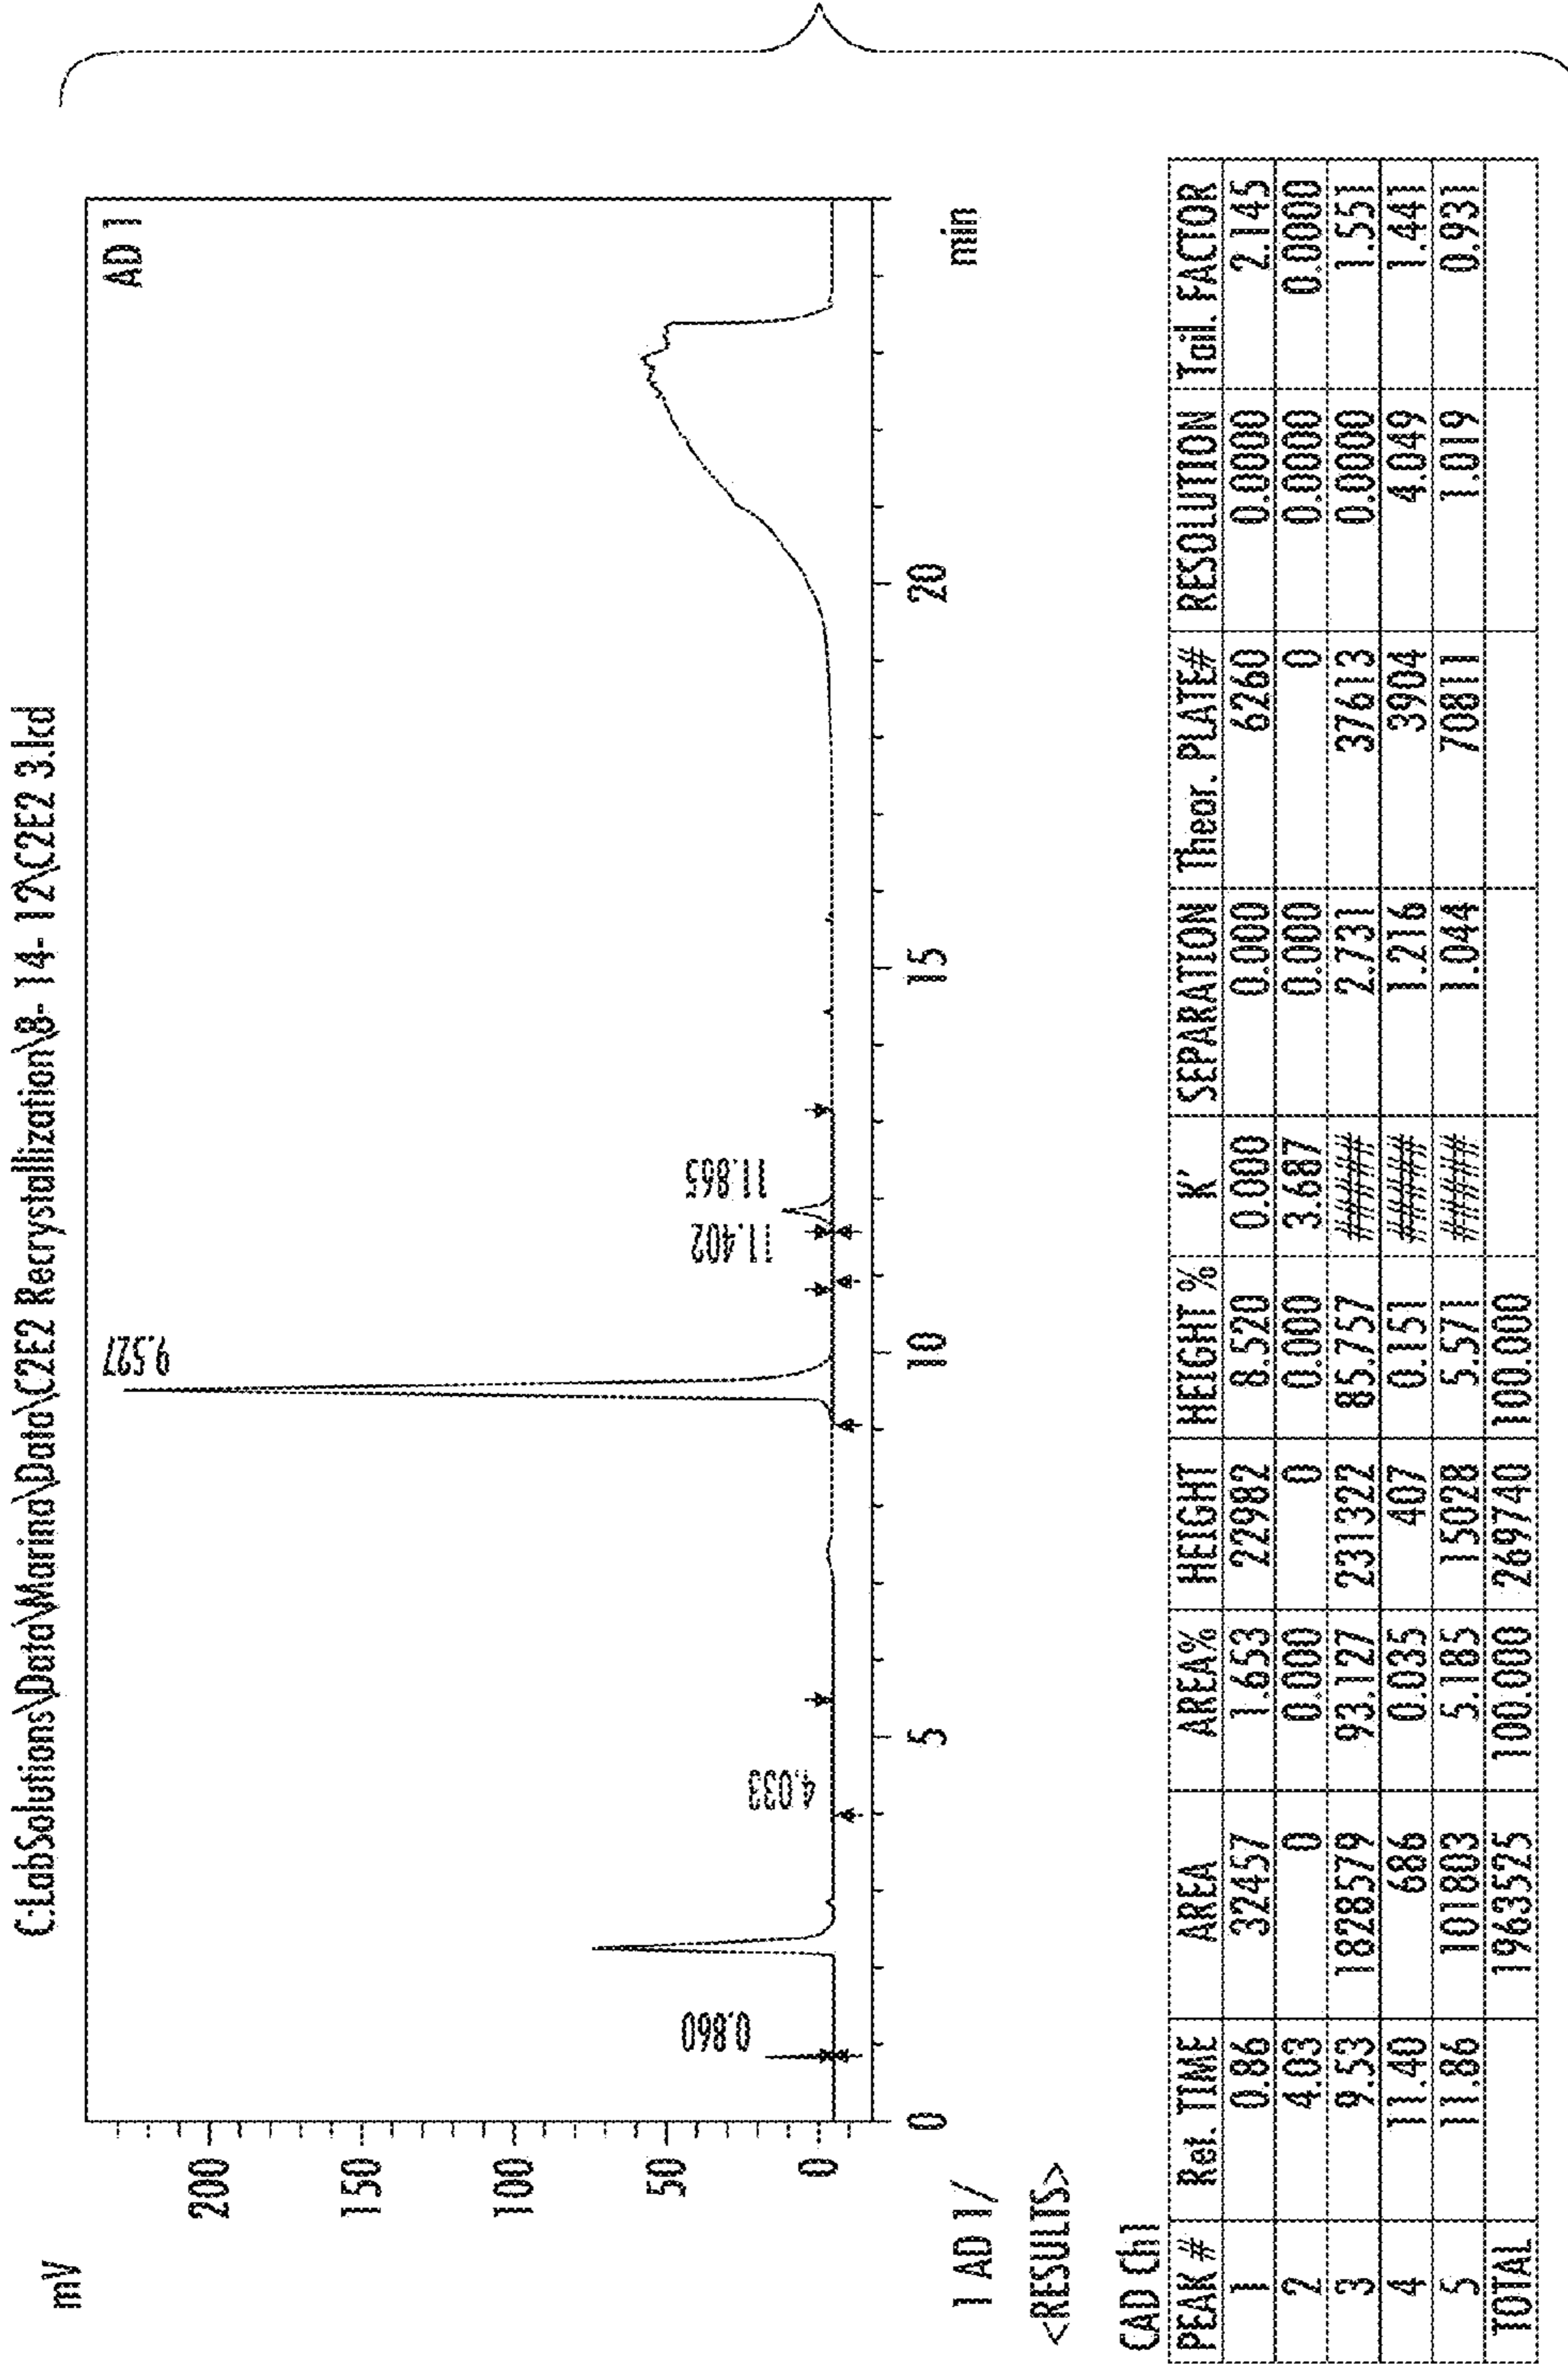 C:LabSolutions\Data\Marina\Data\C2E2 Recrystallization\8- 14- 12\C2E2 3.lcd
mV
AD 1
200
150
100
50
0
0.860
4.033
9.527
11.402
11.865
0
5
10
15
20
min
1 AD 1/
<RESULTS>
CAD Ch1
PEAK # Ret. TIME AREA AREA% HEIGHT HEIGHT % K' SEPARATION Theor. PLATE# RESOLUTION Tail. FACTOR
1 0.86 32457 1.653 22982 8.520 0.000 0.000 6260 0.0000 2.145
2 4.03 0 0.000 0 0.000 3.687 0.000 0 0.0000 0.0000
3 9.53 1828579 93.127 231322 85.757 ##### 2.731 37613 0.0000 1.551
4 11.40 686 0.035 407 0.151 ##### 1.216 3904 4.049 1.441
5 11.86 101803 5.185 15028 5.571 ##### 1.044 70811 1.019 0.931
TOTAL 1963525 100.000 269740 100.000